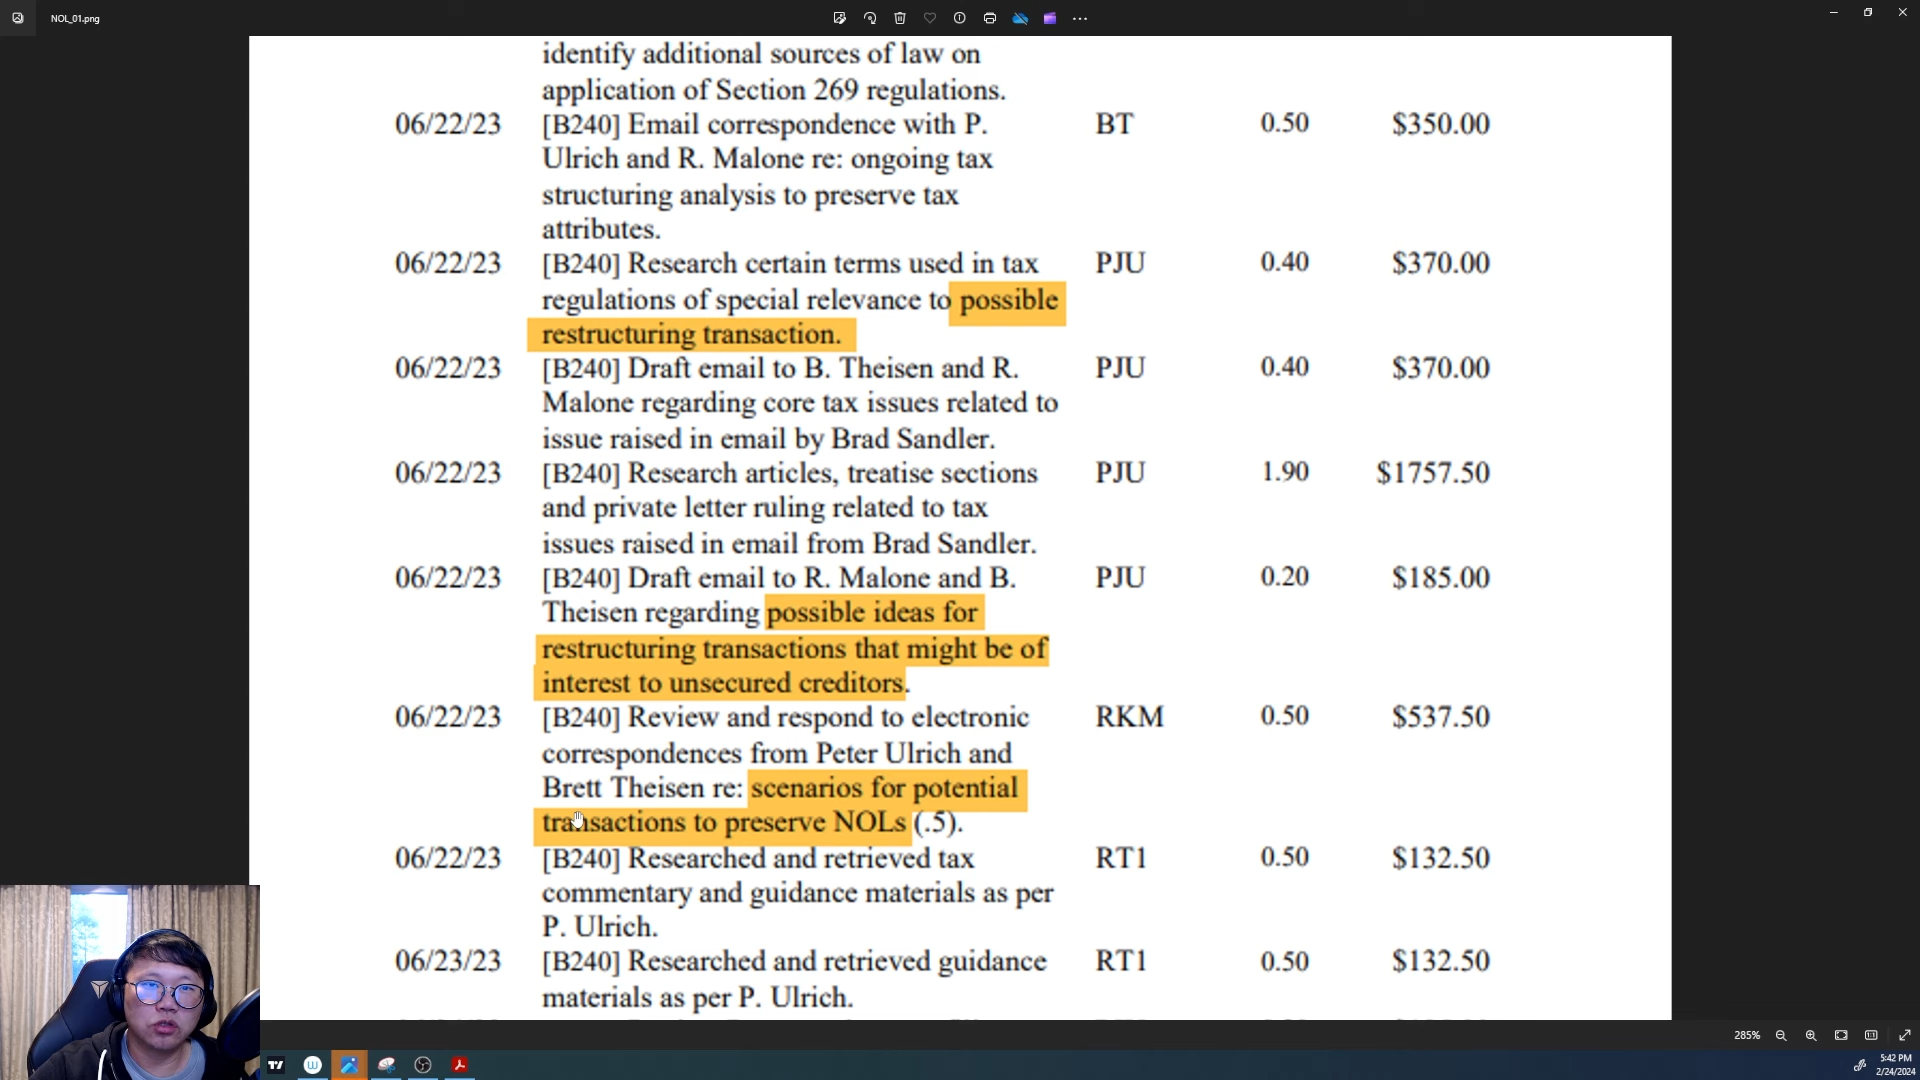 NOL_01.png
identify additional sources of law on
application of Section 269 regulations.
06/22/23 [B240] Email correspondence with P. BT 0.50 $350.00
Ulrich and R. Malone re: ongoing tax
structuring analysis to preserve tax
attributes.
06/22/23 [B240] Research certain terms used in tax PJU 0.40 $370.00
regulations of special relevance to possible
restructuring transaction.
06/22/23 [B240] Draft email to B. Theisen and R. PJU 0.40 $370.00
Malone regarding core tax issues related to
issue raised in email by Brad Sandler.
06/22/23 [B240] Research articles, treatise sections PJU 1.90 $1757.50
and private letter ruling related to tax
issues raised in email from Brad Sandler.
06/22/23 [B240] Draft email to R. Malone and B. PJU 0.20 $185.00
Theisen regarding possible ideas for
restructuring transactions that might be of
interest to unsecured creditors.
06/22/23 [B240] Review and respond to electronic RKM 0.50 $537.50
correspondences from Peter Ulrich and
Brett Theisen re: scenarios for potential
transactions to preserve NOLs (.5).
06/22/23 [B240] Researched and retrieved tax RT1 0.50 $132.50
commentary and guidance materials as per
P. Ulrich.
06/23/23 [B240] Researched and retrieved guidance RT1 0.50 $132.50
materials as per P. Ulrich.
285%
5:42 PM
2/24/2024